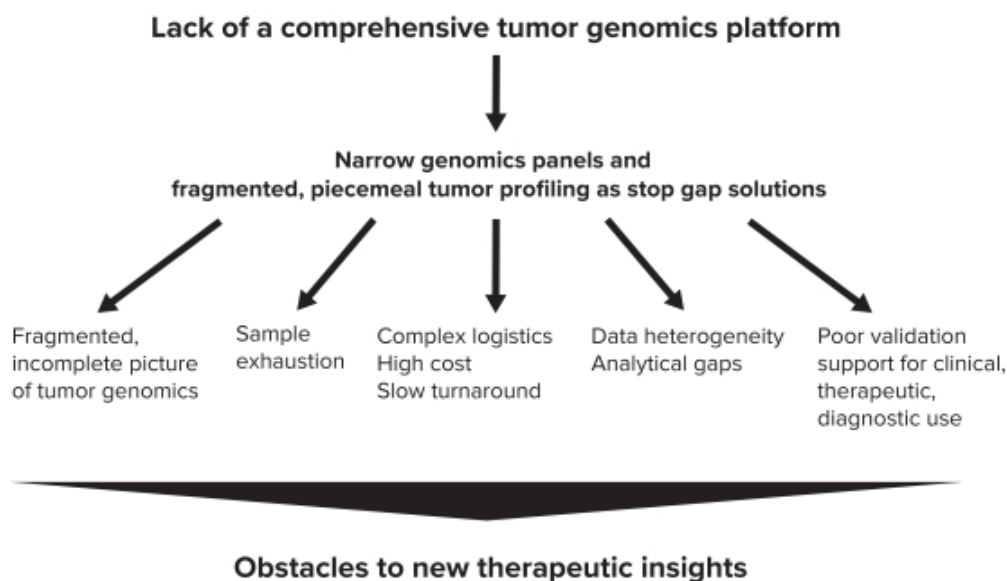 Lack of a comprehensive tumor genomics platform
Narrow genomics panels and
fragmented, piecemeal tumor profiling as stop gap solutions
Fragmented,
incomplete picture
of tumor genomics
Sample
exhaustion
Complex logistics
High cost
Slow turnaround
Data heterogeneity
Analytical gaps
Poor validation
support for clinical,
therapeutic,
diagnostic use
Obstacles to new therapeutic insights